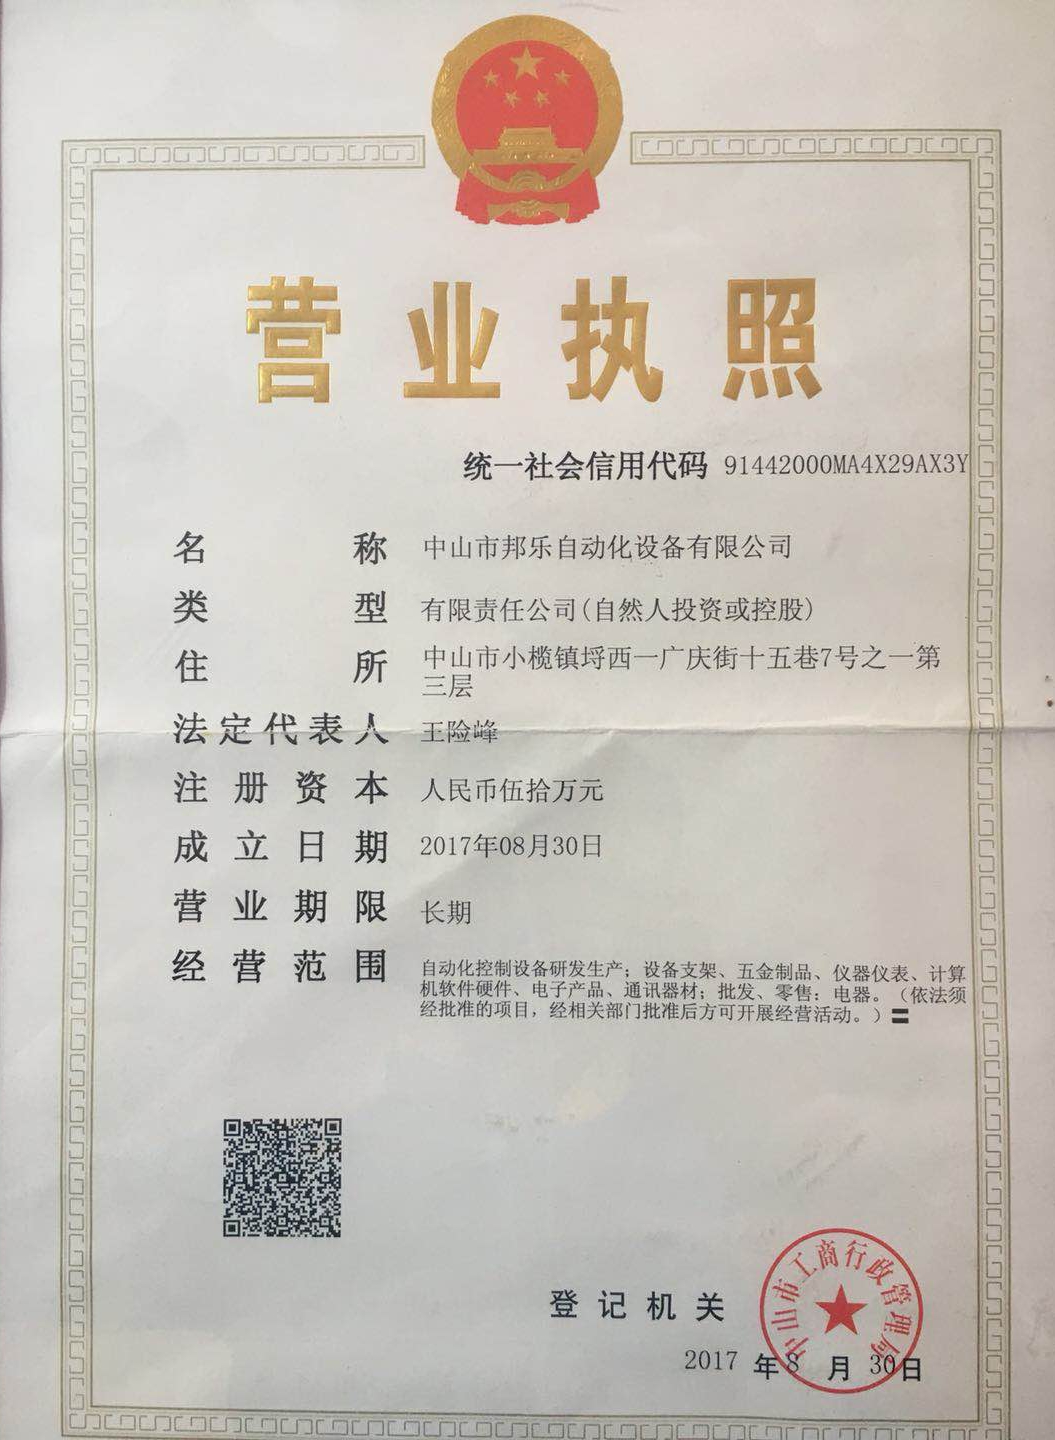 营业执照
统一社会信用代码 91442000MA4X29AX3Y
名称 中山市邦乐自动化设备有限公司
类型 有限责任公司(自然人投资或控股)
住所 中山市小榄镇埒西一广庆街十五巷7号之一第
三层
法定代表人 王险峰
注册资本 人民币伍拾万元
成立日期 2017年08月30日
营业期限 长期
经营范围 自动化控制设备研发生产；设备支架、五金制品、仪器仪表、计算
机软件硬件、电子产品、通讯器材；批发、零售：电器。（依法须
经批准的项目，经相关部门批准后方可开展经营活动。）〓
中山市工商行政管理局
登记机关
2017 年 8 月 30 日